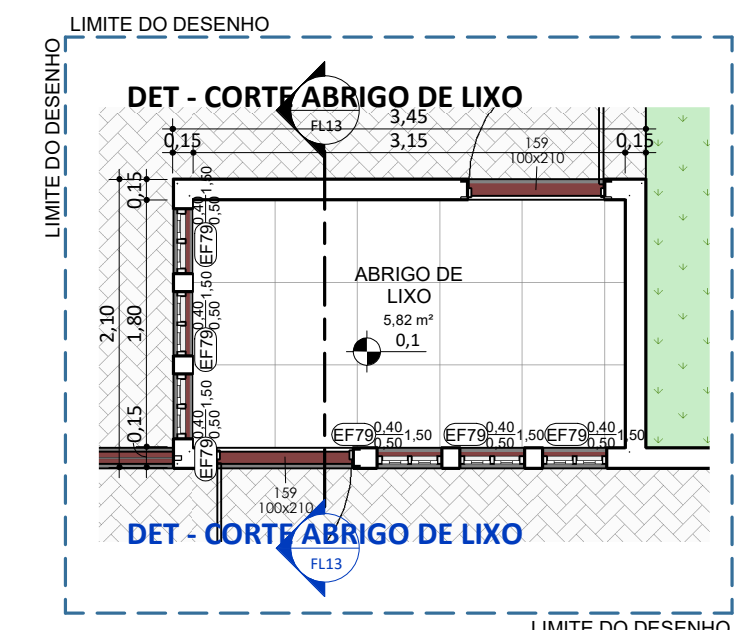 LIMITE DO DESENHO
LIMITE DO DESENHO
DET - CORTE ABRIGO DE LIXO
FL13
3,45
0,15
3,15
0,15
159
100x210
0,15
2,10
1,80
0,15
EF79
0,40
0,50
1,50
EF79
0,40
0,50
1,50
EF79
0,40
0,50
1,50
ABRIGO DE
LIXO
5,82 m²
0,1
EF79
0,40
0,50
1,50
EF79
0,40
0,50
1,50
EF79
0,40
0,50
1,50
159
100x210
DET - CORTE ABRIGO DE LIXO
FL13
LIMITE DO DESENHO